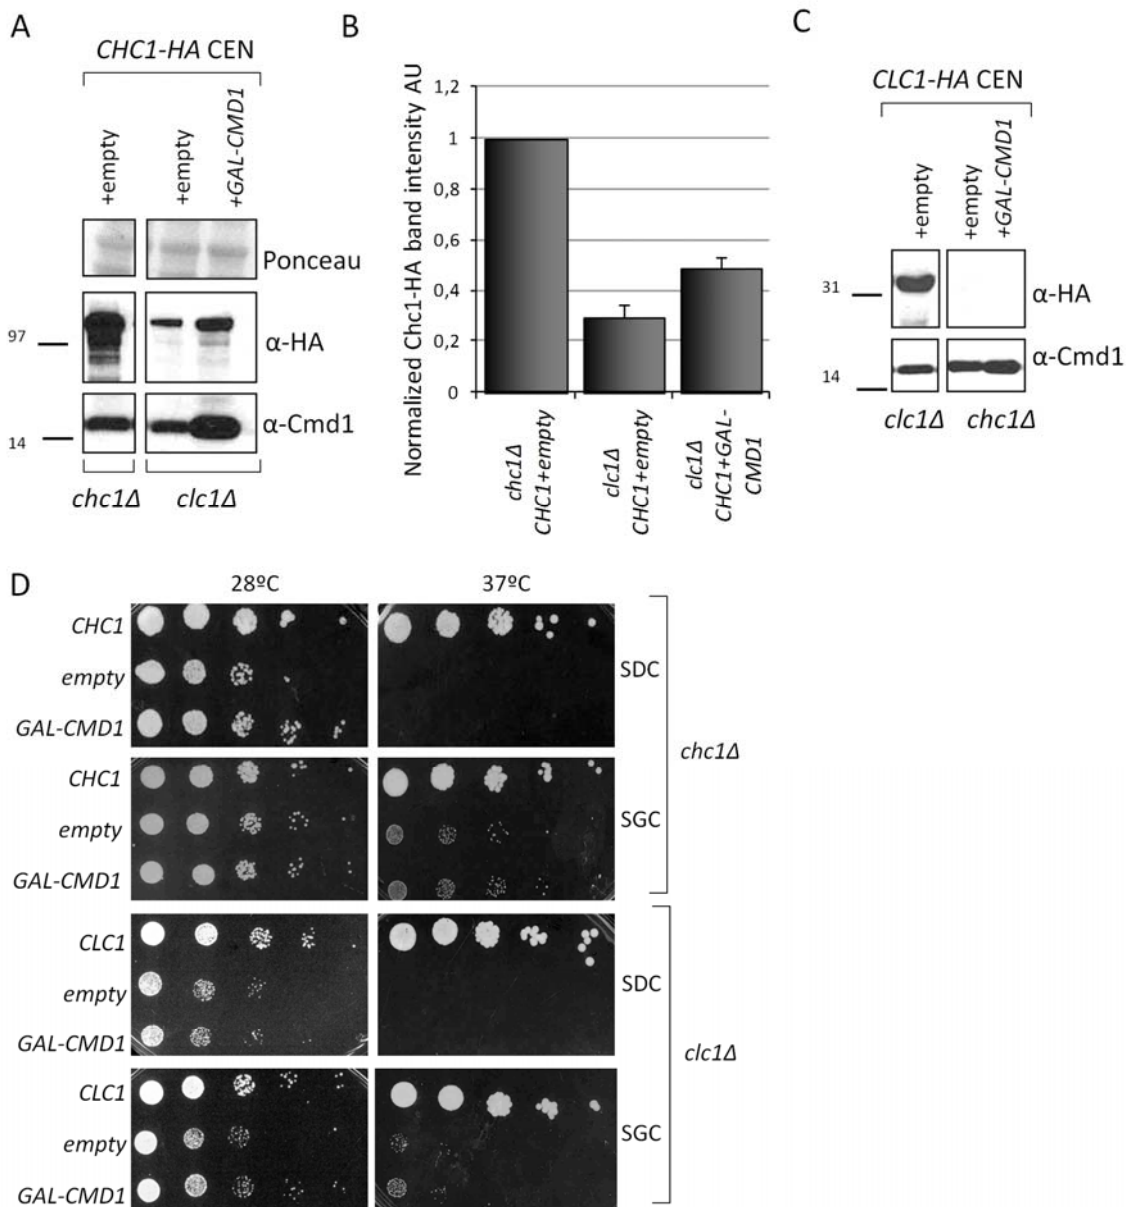 A
CHC1-HA CEN
+empty
+empty
+GAL-CMD1
Ponceau
97
α-HA
14
α-Cmd1
chc1Δ
clc1Δ
B
Normalized Chc1-HA band intensity AU
1,2
1
0,8
0,6
0,4
0,2
0
chc1Δ
CHC1+empty
clc1Δ
CHC1+empty
clc1Δ
CHC1+GAL-
CMD1
C
CLC1-HA CEN
+empty
+empty
+GAL-CMD1
31
α-HA
14
α-Cmd1
clc1Δ
chc1Δ
D
28ºC
37ºC
CHC1
empty
GAL-CMD1
SDC
CHC1
empty
GAL-CMD1
SGC
chc1Δ
CLC1
empty
GAL-CMD1
SDC
CLC1
empty
GAL-CMD1
SGC
clc1Δ